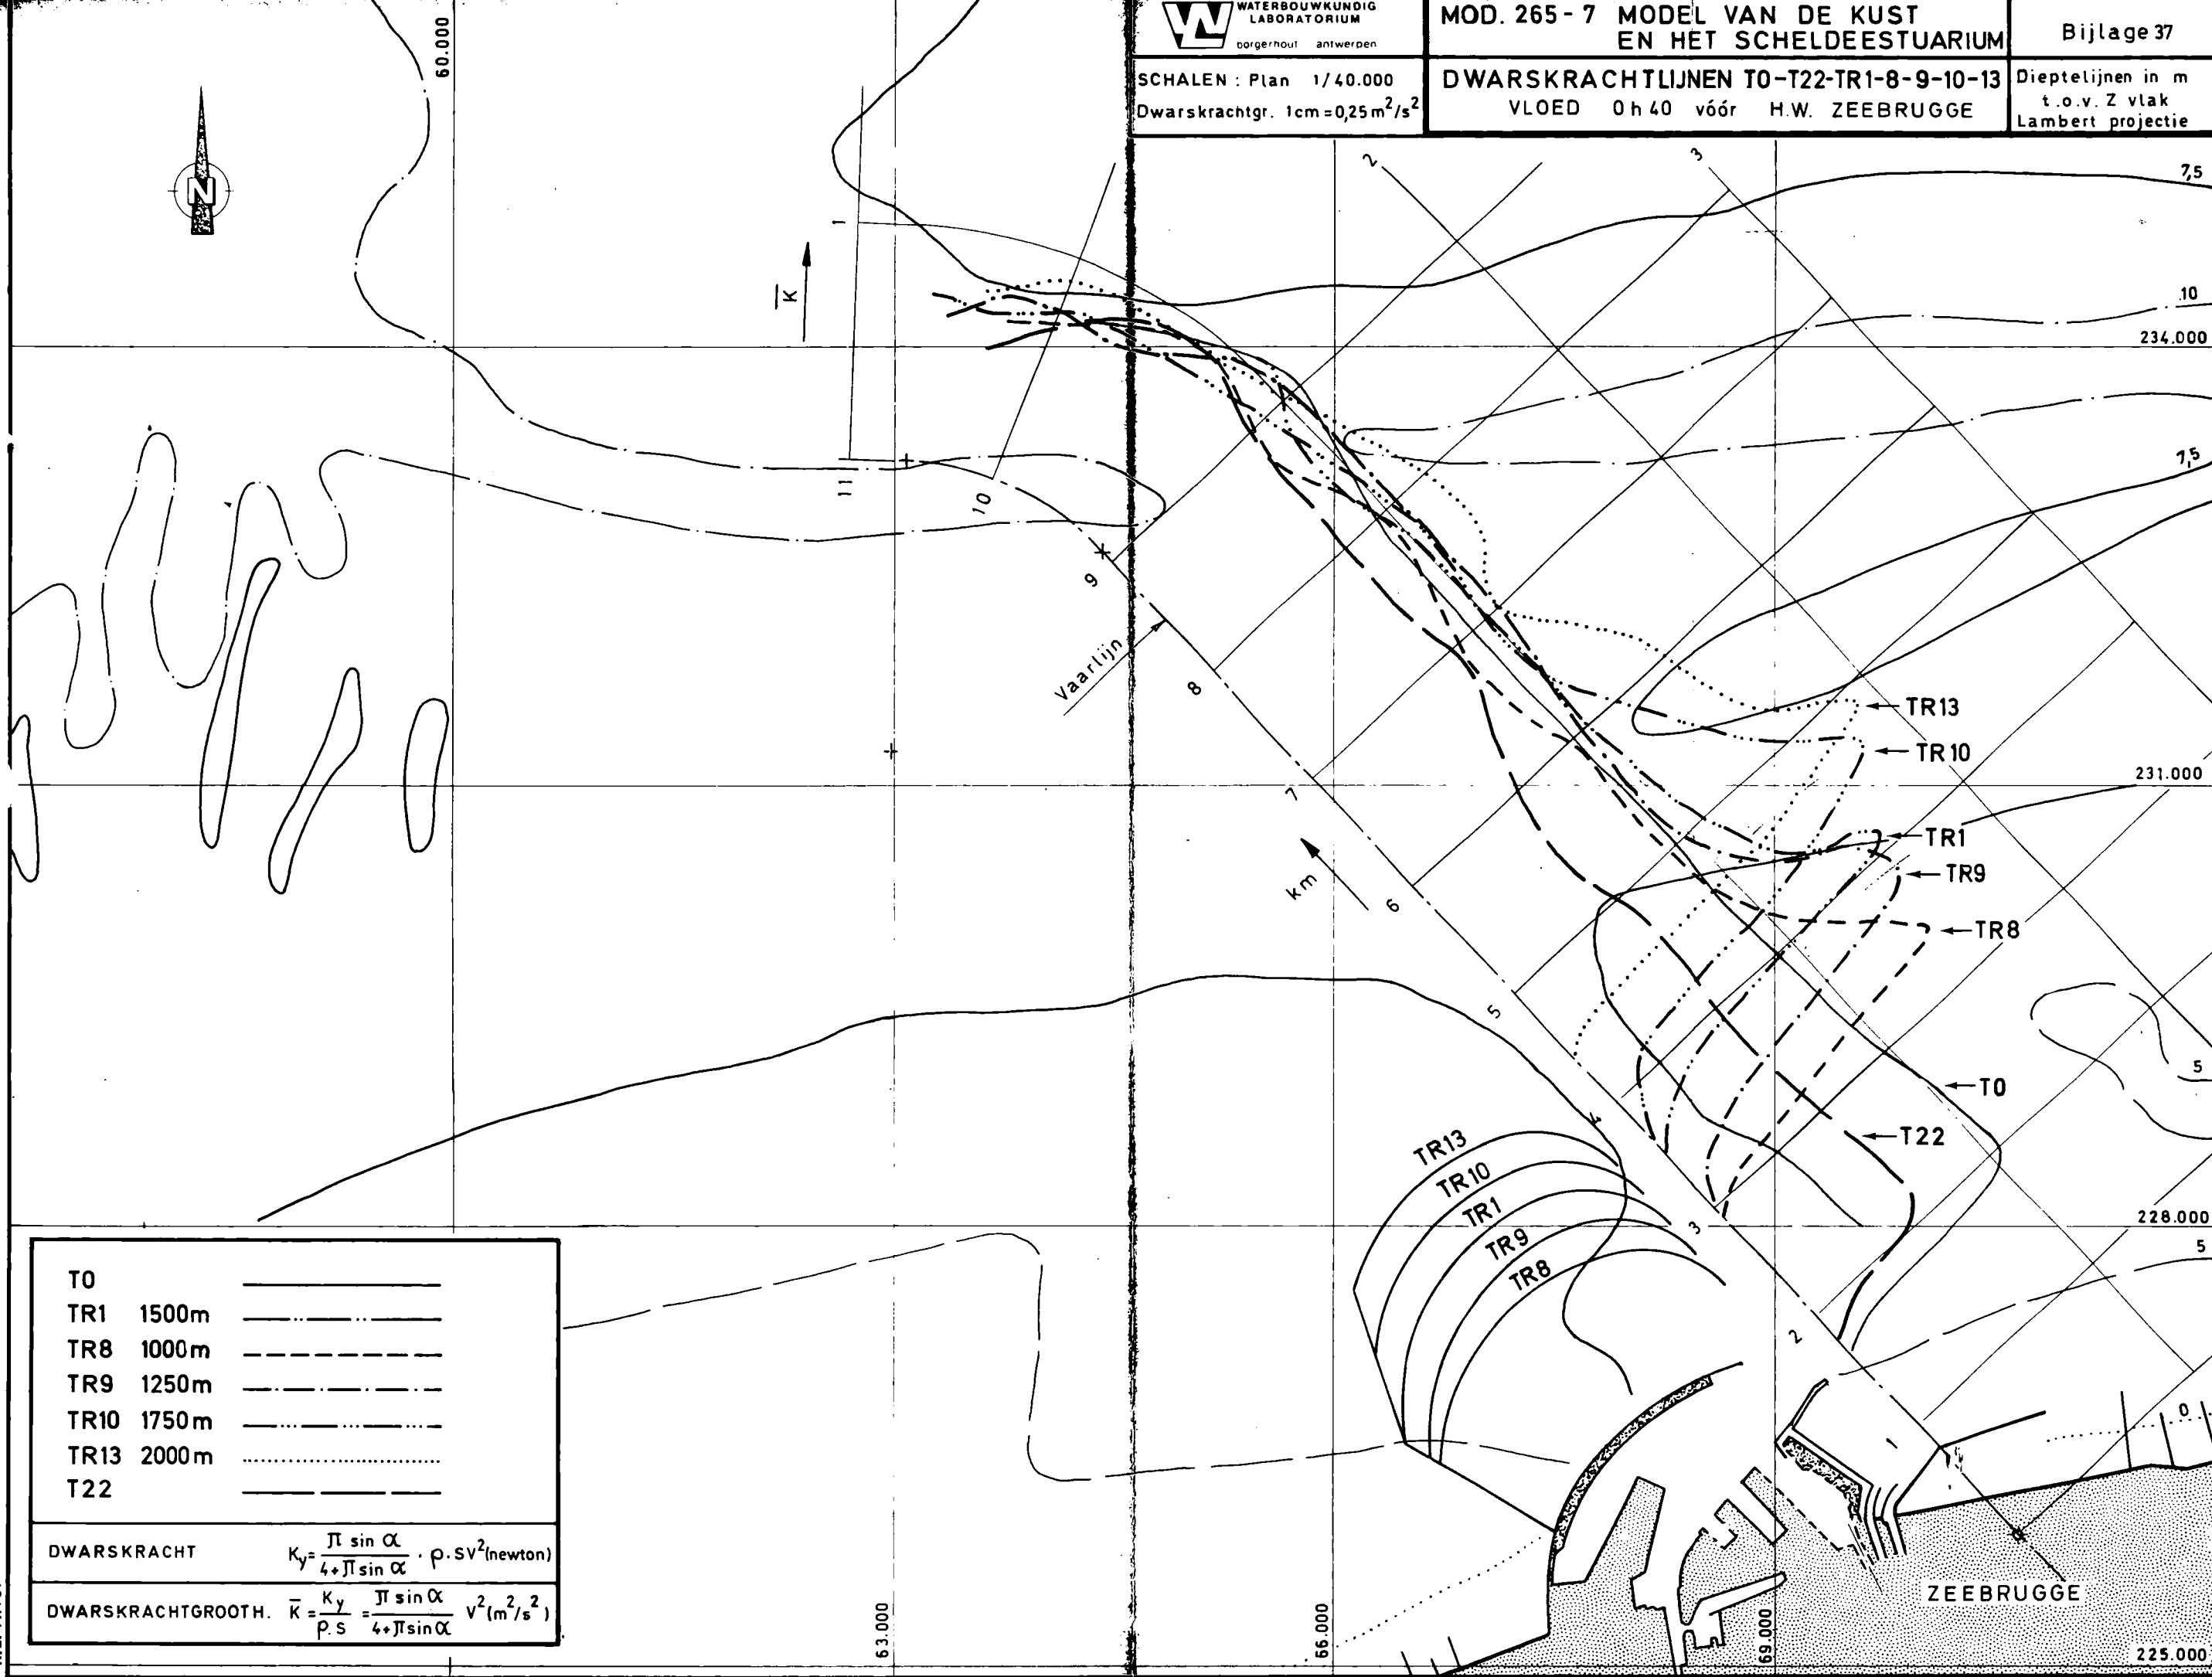 WATERBOUWKUNDIG
LABORATORIUM
borgerhout antwerpen
MOD. 265-7 MODEL VAN DE KUST
EN HET SCHELDEESTUARIUM
Bijlage 37
SCHALEN : Plan 1/40.000
Dwarskrachtgr. 1cm=0,25m²/s²
DWARSKRACHTLIJNEN T0-T22-TR1-8-9-10-13
VLOED 0h40 vóór H.W. ZEEBRUGGE
Dieptelijnen in m
t.o.v. Z vlak
Lambert projectie
60.000
N
K̅
1
2
3
7,5
10
234.000
7,5
11
10
9
Vaarlijn
8
7
km
6
5
4
3
2
TR13
TR10
231.000
TR1
TR9
TR8
5
T0
T22
TR13
TR10
TR1
TR9
TR8
228.000
5
0
T0
TR1 1500m
TR8 1000m
TR9 1250m
TR10 1750m
TR13 2000m
T22
DWARSKRACHT Ky = π sin α / 4+π sin α . ρ.SV² (newton)
DWARSKRACHTGROOTH. K̅ = Ky / ρ.S = π sin α / 4+π sin α V² (m²/s²)
63.000
66.000
69.000
ZEEBRUGGE
225.000